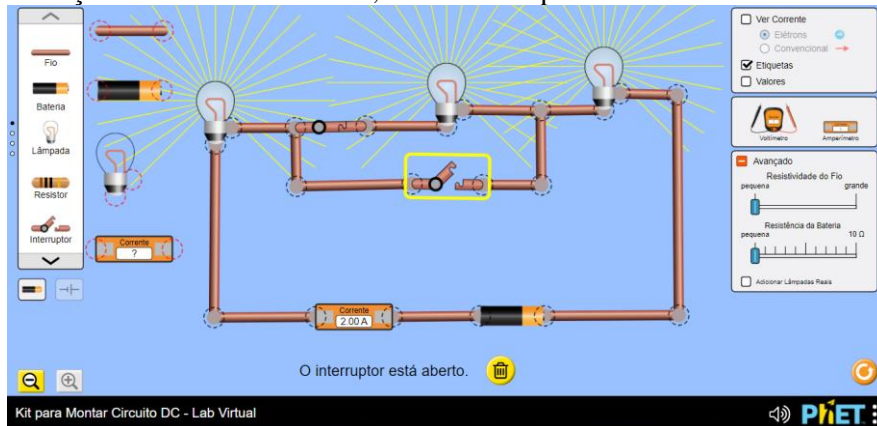 Fio
Bateria
Lâmpada
Resistor
Interruptor
Corrente
?
Corrente
2.00 A
O interruptor está aberto.
Ver Corrente
Elétrons
Convencional
Etiquetas
Valores
Voltímetro
Amperímetro
Avançado
Resistividade do Fio
pequena grande
Resistência da Bateria
pequena 10 Ω
Adicionar Lâmpadas Reais
Kit para Montar Circuito DC - Lab Virtual
PhET